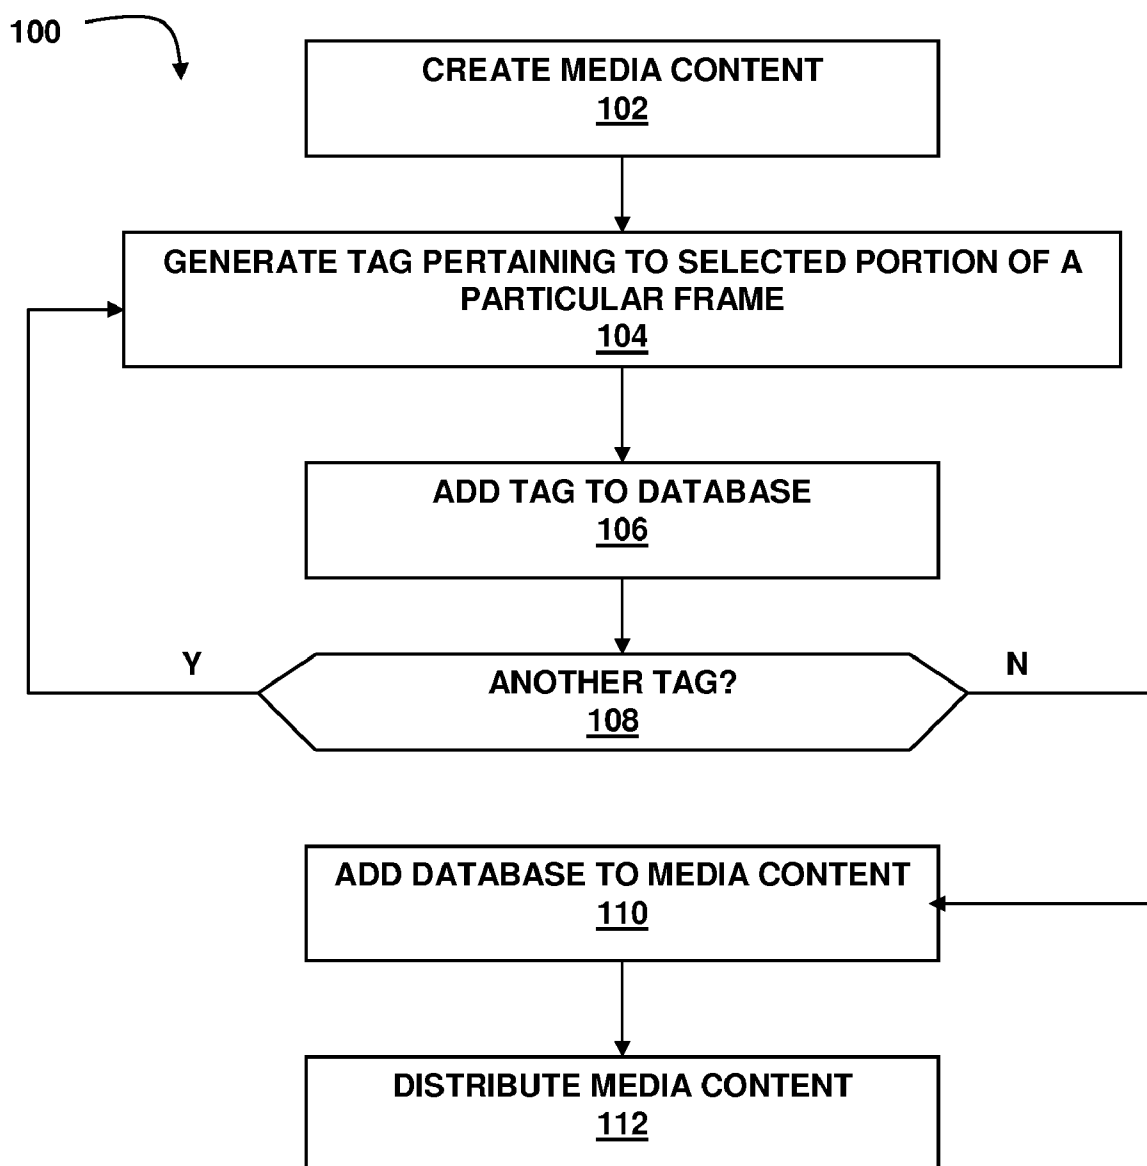 100
CREATE MEDIA CONTENT
102
GENERATE TAG PERTAINING TO SELECTED PORTION OF A
PARTICULAR FRAME
104
ADD TAG TO DATABASE
106
Y
N
ANOTHER TAG?
108
ADD DATABASE TO MEDIA CONTENT
110
DISTRIBUTE MEDIA CONTENT
112